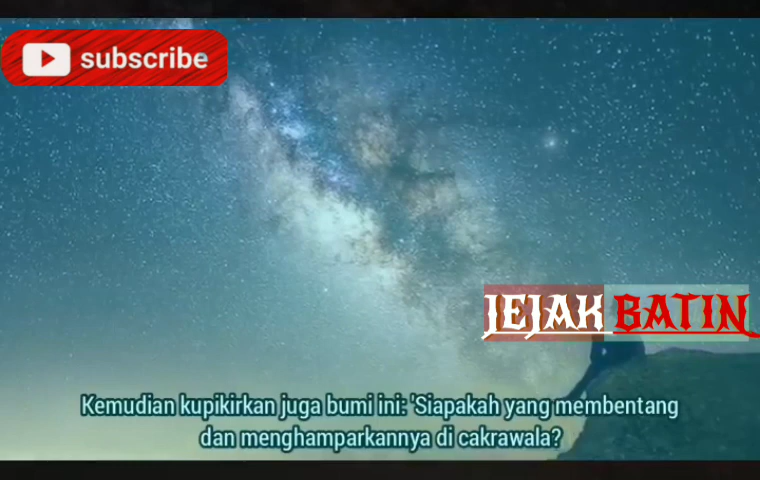 subscribe
JEJAK BATIN
Kemudian kupikirkan juga bumi ini: 'Siapakah yang membentang
dan menghamparkannya di cakrawala?